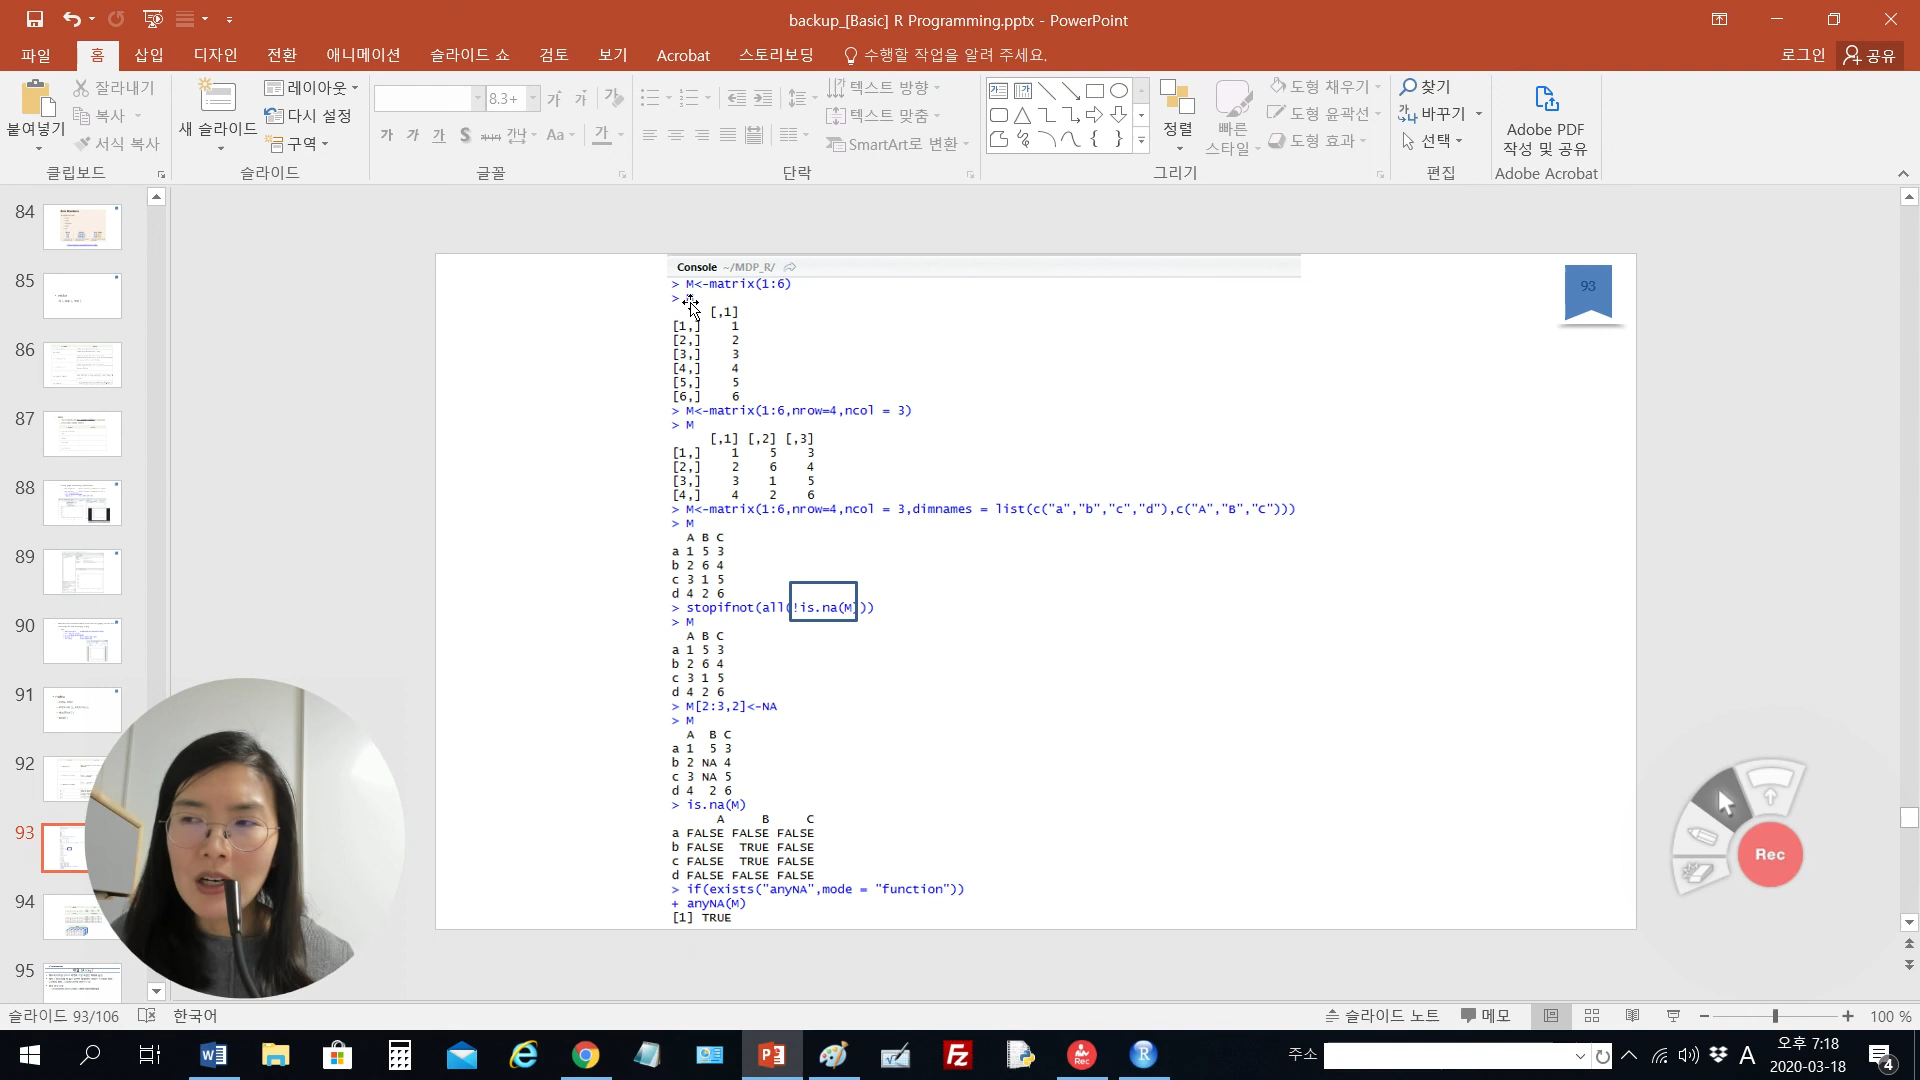 backup_[Basic] R Programming.pptx - PowerPoint
파일 홈 삽입 디자인 전환 애니메이션 슬라이드 쇼 검토 보기 Acrobat 스토리보딩 수행할 작업을 알려 주세요. 로그인 공유
붙여넣기 잘라내기 복사 서식 복사 클립보드
새 슬라이드 레이아웃 다시 설정 구역 슬라이드
8.3+ 가 가 가 가 가 S 가나다 간 Aa 가 글꼴
텍스트 방향 텍스트 맞춤 SmartArt로 변환 단락
정렬 빠른 스타일 도형 채우기 도형 윤곽선 도형 효과 그리기
찾기 바꾸기 선택 편집
Adobe PDF 작성 및 공유 Adobe Acrobat
84
85
86
87
88
89
90
91
92
93
94
95
Console ~/MDP_R/
93
> M<-matrix(1:6)
>
[,1]
[1,] 1
[2,] 2
[3,] 3
[4,] 4
[5,] 5
[6,] 6
> M<-matrix(1:6,nrow=4,ncol = 3)
> M
[,1] [,2] [,3]
[1,] 1 5 3
[2,] 2 6 4
[3,] 3 1 5
[4,] 4 2 6
> M<-matrix(1:6,nrow=4,ncol = 3,dimnames = list(c("a","b","c","d"),c("A","B","C")))
> M
A B C
a 1 5 3
b 2 6 4
c 3 1 5
d 4 2 6
> stopifnot(all(!is.na(M)))
> M
A B C
a 1 5 3
b 2 6 4
c 3 1 5
d 4 2 6
> M[2:3,2]<-NA
> M
A B C
a 1 5 3
b 2 NA 4
c 3 NA 5
d 4 2 6
> is.na(M)
A B C
a FALSE FALSE FALSE
b FALSE TRUE FALSE
c FALSE TRUE FALSE
d FALSE FALSE FALSE
> if(exists("anyNA",mode = "function"))
+ anyNA(M)
[1] TRUE
Rec
슬라이드 93/106 한국어 슬라이드 노트 메모 100 %
주소 A 오후 7:18
2020-03-18 4